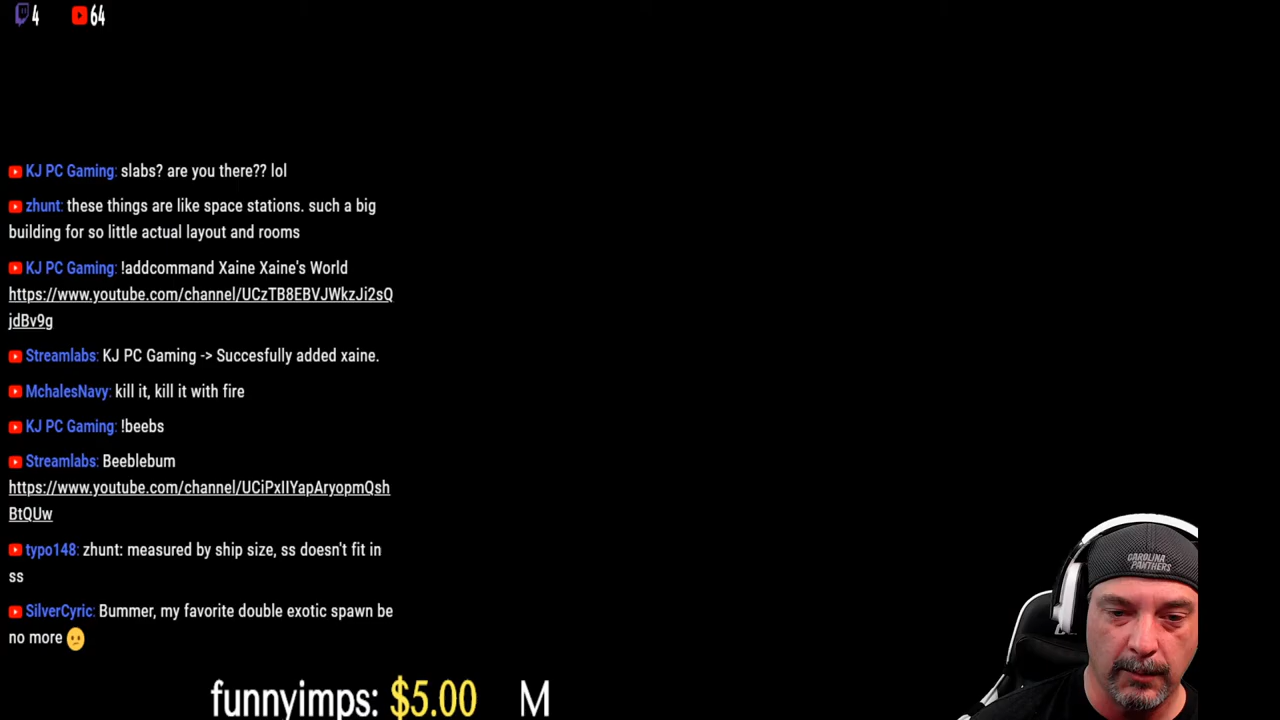 4 64
KJ PC Gaming: slabs? are you there?? lol
zhunt: these things are like space stations. such a big
building for so little actual layout and rooms
KJ PC Gaming: !addcommand Xaine Xaine's World
https://www.youtube.com/channel/UCzTB8EBVJWkzJi2sQ
jdBv9g
Streamlabs: KJ PC Gaming -> Succesfully added xaine.
MchalesNavy: kill it, kill it with fire
KJ PC Gaming: !beebs
Streamlabs: Beeblebum
https://www.youtube.com/channel/UCiPxIIYapAryopmQsh
BtQUw
typo148: zhunt: measured by ship size, ss doesn't fit in
ss
SilverCyric: Bummer, my favorite double exotic spawn be
no more
CAROLINA
PANTHERS
funnyimps: $5.00 M